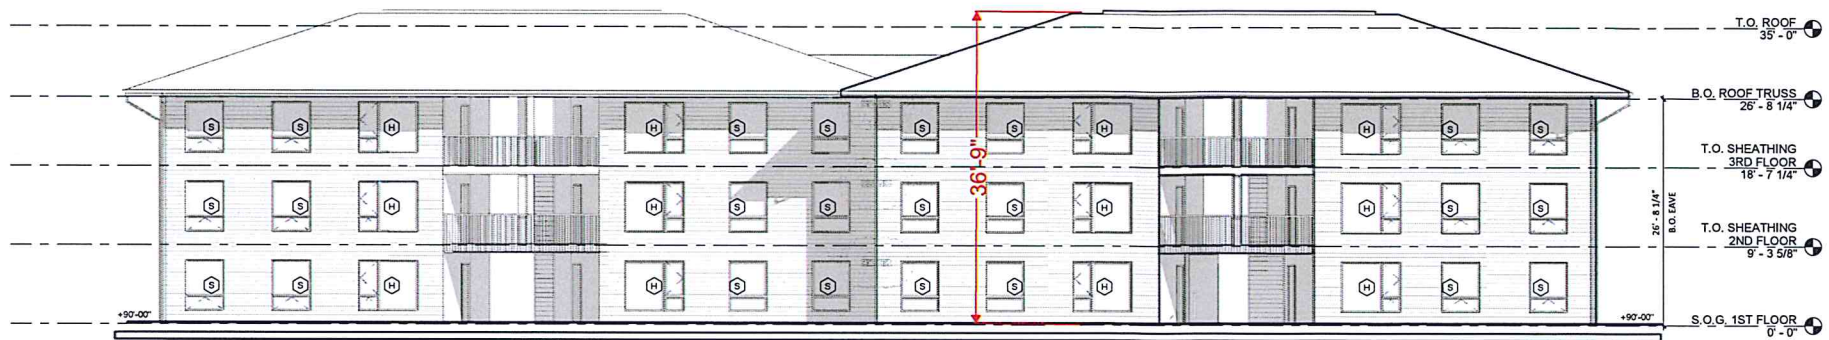 T.O. ROOF
35' - 0"
B.O. ROOF TRUSS
26' - 8 1/4"
36'-9"
T.O. SHEATHING
3RD FLOOR
18' - 7 1/4"
26' - 8 1/4"
B.O. EAVE
T.O. SHEATHING
2ND FLOOR
9' - 3 5/8"
S S H H S S S S H H S S
S S H H S S S S H H S S
S S H H S S S S H H S S
+90'-00"
+90'-00"
S.O.G. 1ST FLOOR
0' - 0"